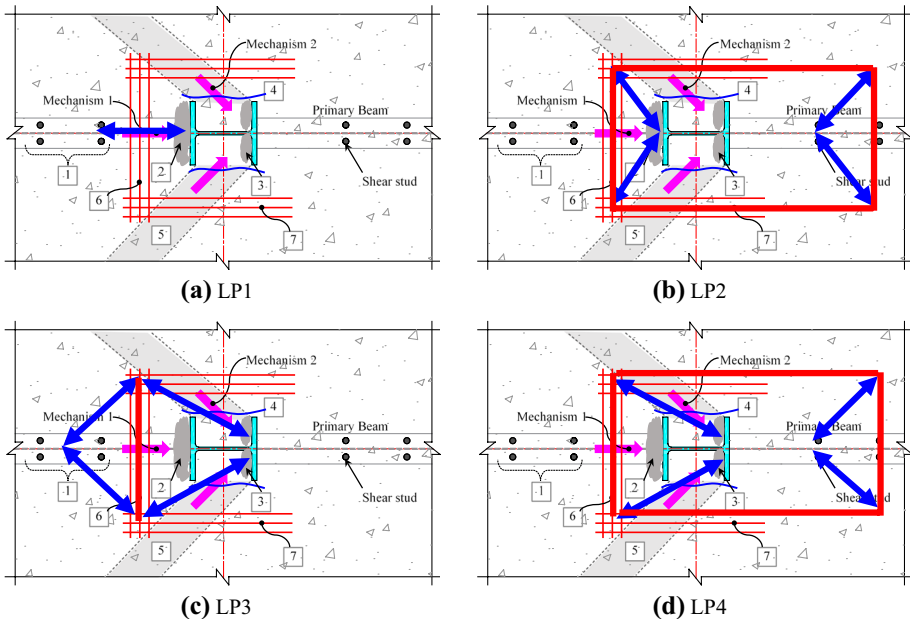 Mechanism 2
4
Mechanism 1
Primary Beam
1
2
3
Shear stud
6
5
7
(a) LP1
Mechanism 2
4
Mechanism 1
Primary Beam
1
2
3
Shear stud
6
5
7
(b) LP2
Mechanism 2
4
Mechanism 1
Primary Beam
1
2
3
Shear stud
6
5
7
(c) LP3
Mechanism 2
4
Mechanism 1
Primary Beam
1
2
3
Shear stud
6
5
7
(d) LP4